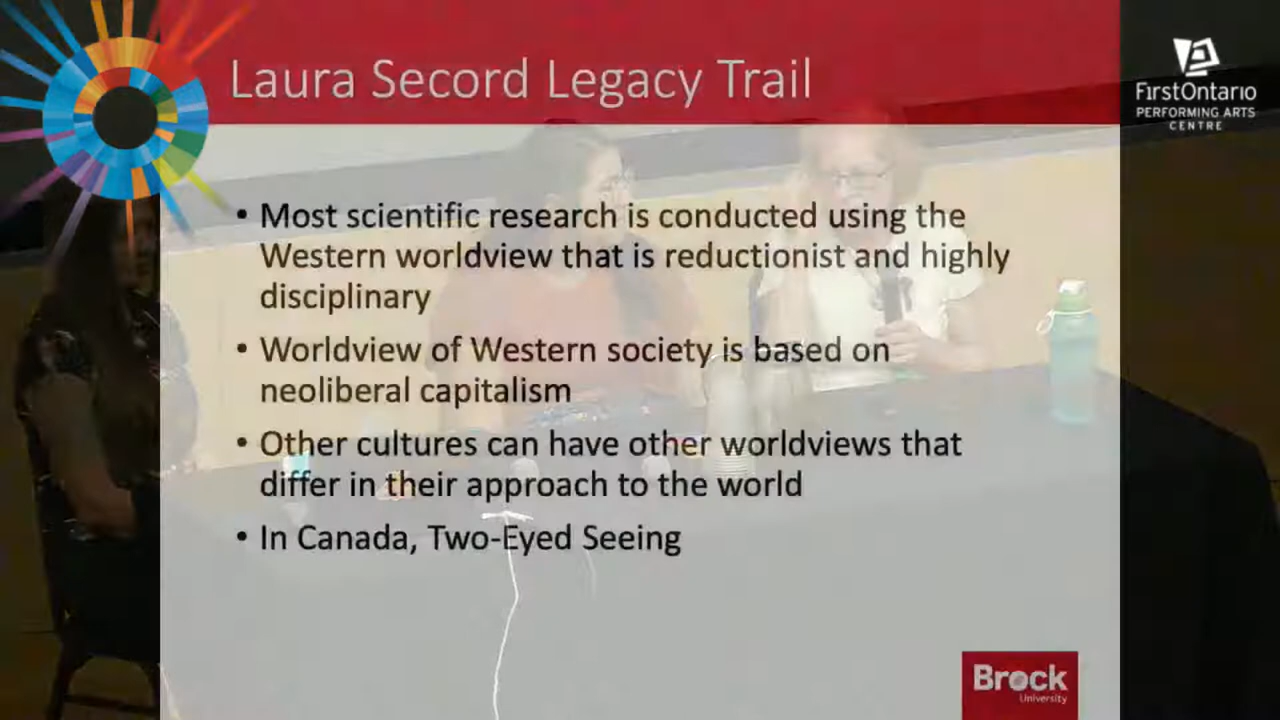 Laura Secord Legacy Trail
FirstOntario
PERFORMING ARTS
CENTRE
• Most scientific research is conducted using the
Western worldview that is reductionist and highly
disciplinary
• Worldview of Western society is based on
neoliberal capitalism
• Other cultures can have other worldviews that
differ in their approach to the world
• In Canada, Two-Eyed Seeing
Brock
University